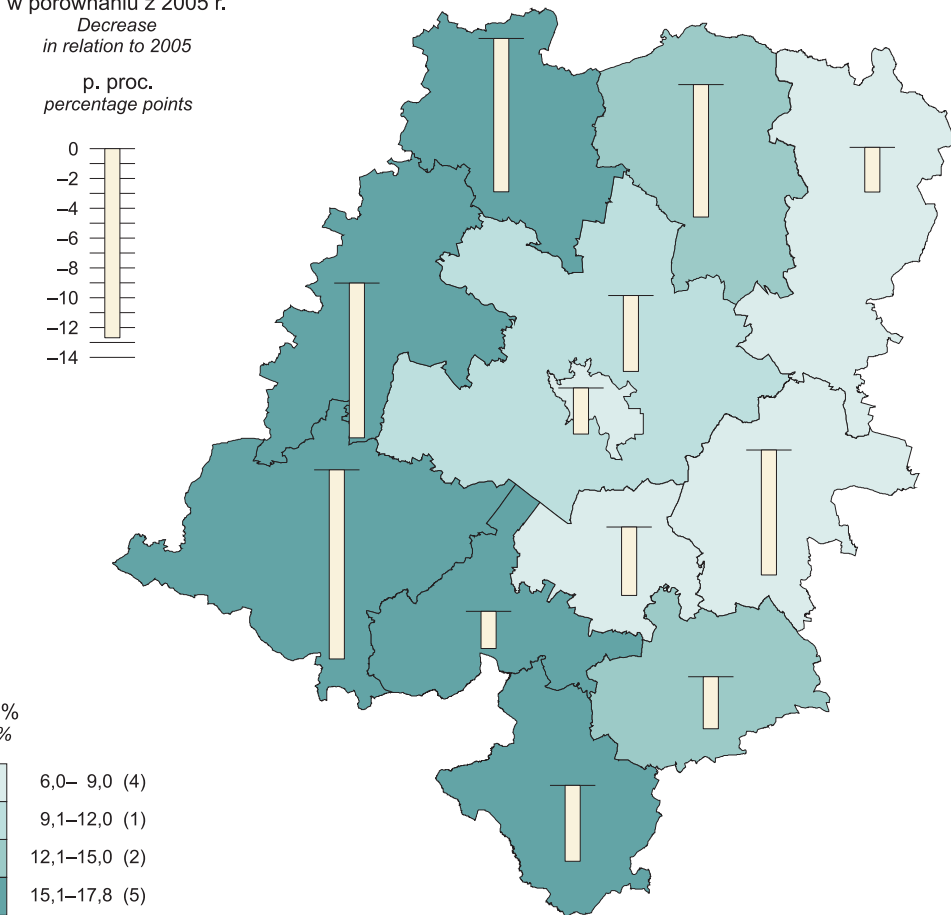 w porównaniu z 2005 r.
Decrease
in relation to 2005
p. proc.
percentage points
0
–2
–4
–6
–8
–10
–12
–14
%
%
6,0– 9,0 (4)
9,1–12,0 (1)
12,1–15,0 (2)
15,1–17,8 (5)